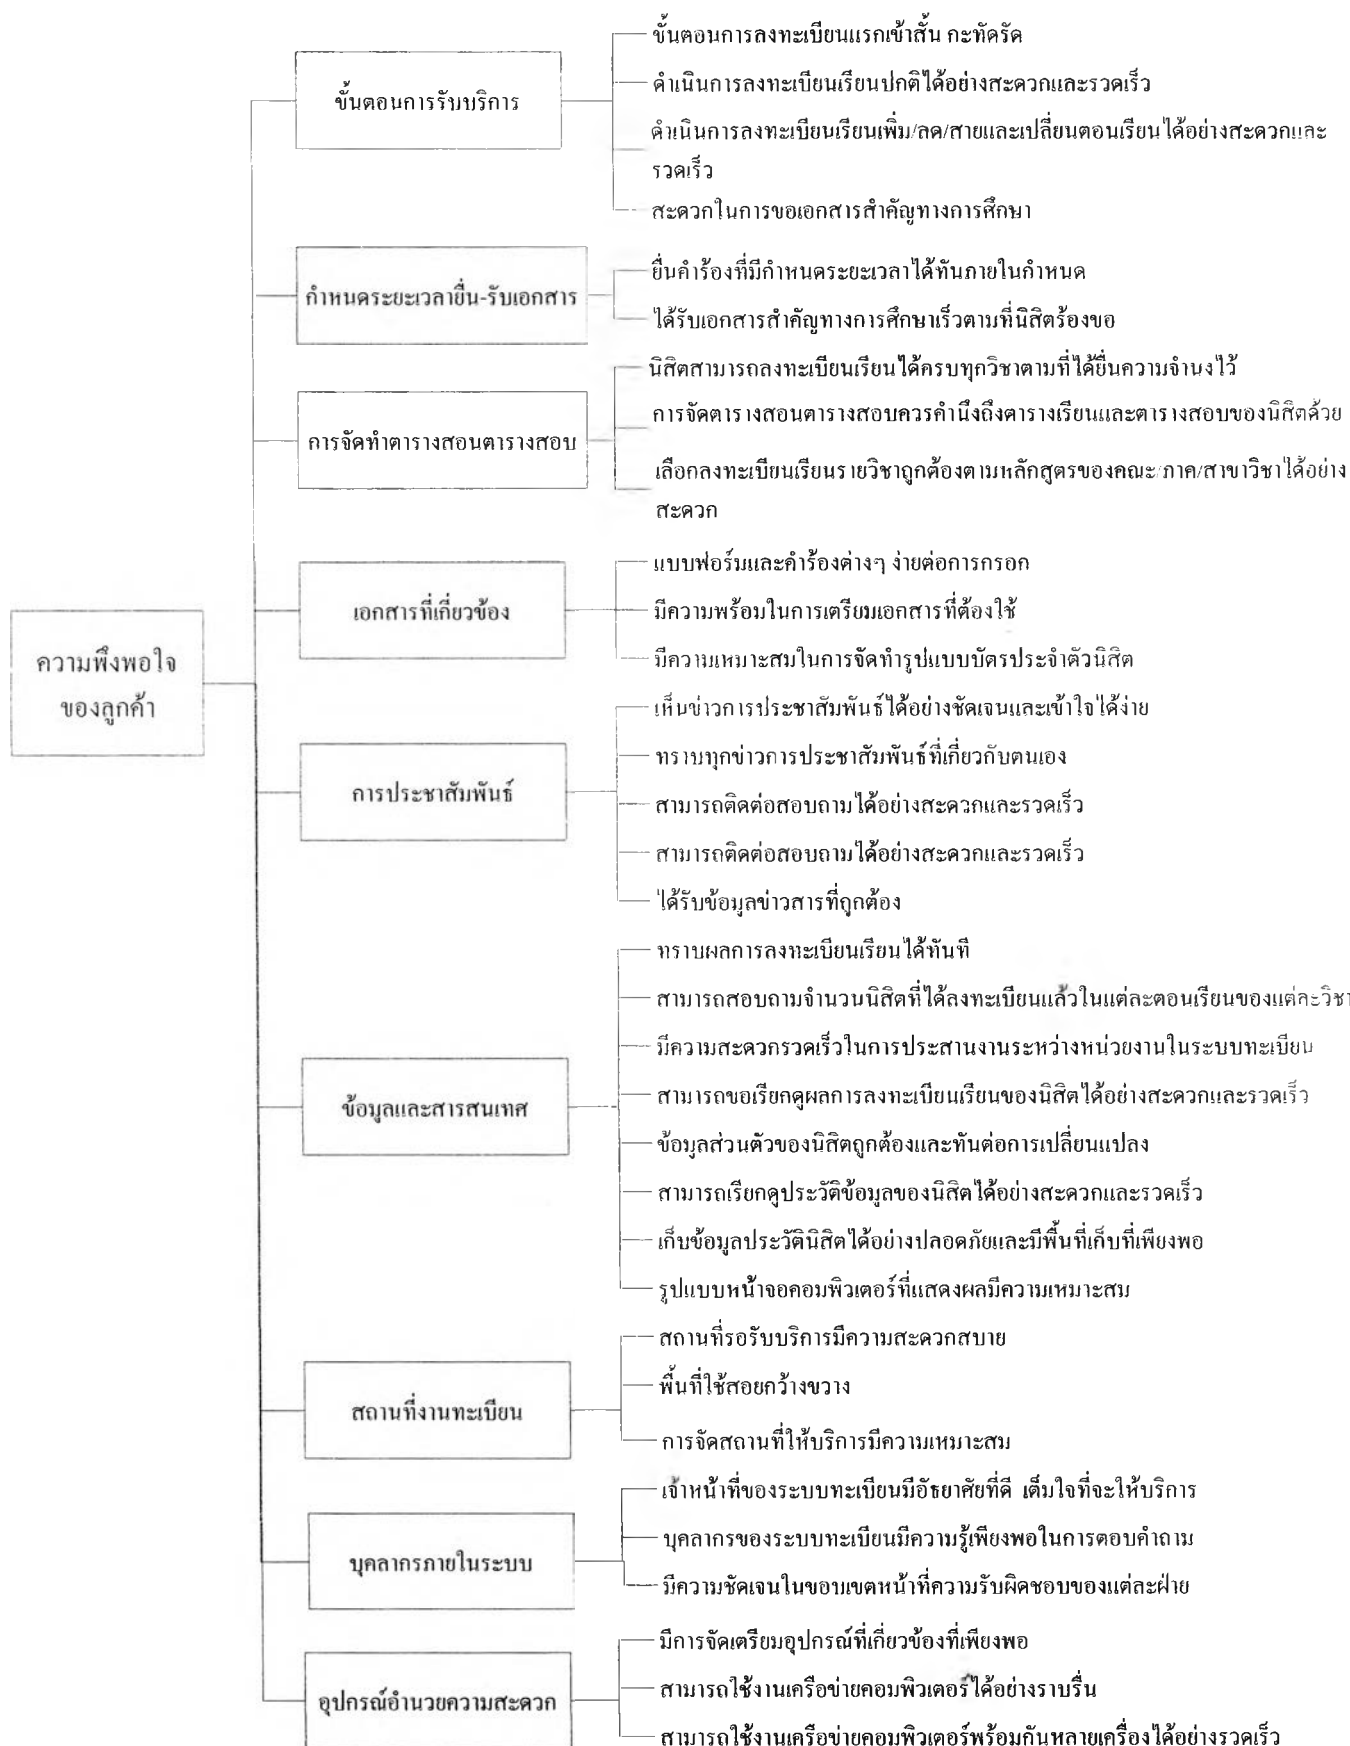 ขั้นตอนการลงทะเบียนแรกเข้าสั้น กะทัดรัด
ขั้นตอนการรับบริการ
ดำเนินการลงทะเบียนเรียนปกติได้อย่างสะดวกและรวดเร็ว
ดำเนินการลงทะเบียนเรียนเพิ่ม/ลด/สายและเปลี่ยนตอนเรียนได้อย่างสะดวกและ
รวดเร็ว
สะดวกในการขอเอกสารสำคัญทางการศึกษา
กำหนดระยะเวลายื่น-รับเอกสาร
ยื่นคำร้องที่มีกำหนดระยะเวลาได้ทันภายในกำหนด
ได้รับเอกสารสำคัญทางการศึกษาเร็วตามที่นิสิตร้องขอ
การจัดทำตารางสอนตารางสอบ
นิสิตสามารถลงทะเบียนเรียนได้ครบทุกวิชาตามที่ได้ยื่นความจำนงไว้
การจัดตารางสอนตารางสอบควรคำนึงถึงตารางเรียนและตารางสอบของนิสิตด้วย
เลือกลงทะเบียนเรียนรายวิชาถูกต้องตามหลักสูตรของคณะ/ภาค/สาขาวิชาได้อย่าง
สะดวก
เอกสารที่เกี่ยวข้อง
แบบฟอร์มและคำร้องต่างๆ ง่ายต่อการกรอก
มีความพร้อมในการเตรียมเอกสารที่ต้องใช้
มีความเหมาะสมในการจัดทำรูปแบบบัตรประจำตัวนิสิต
ความพึงพอใจ
ของลูกค้า
การประชาสัมพันธ์
เห็นข่าวการประชาสัมพันธ์ได้อย่างชัดเจนและเข้าใจได้ง่าย
ทราบทุกข่าวการประชาสัมพันธ์ที่เกี่ยวกับตนเอง
สามารถติดต่อสอบถามได้อย่างสะดวกและรวดเร็ว
สามารถติดต่อสอบถามได้อย่างสะดวกและรวดเร็ว
ได้รับข้อมูลข่าวสารที่ถูกต้อง
ข้อมูลและสารสนเทศ
ทราบผลการลงทะเบียนเรียนได้ทันที
สามารถสอบถามจำนวนนิสิตที่ได้ลงทะเบียนแล้วในแต่ละตอนเรียนของแต่ละวิชา
มีความสะดวกรวดเร็วในการประสานงานระหว่างหน่วยงานในระบบทะเบียน
สามารถขอเรียกดูผลการลงทะเบียนเรียนของนิสิตได้อย่างสะดวกและรวดเร็ว
ข้อมูลส่วนตัวของนิสิตถูกต้องและทันต่อการเปลี่ยนแปลง
สามารถเรียกดูประวัติข้อมูลของนิสิตได้อย่างสะดวกและรวดเร็ว
เก็บข้อมูลประวัตินิสิตได้อย่างปลอดภัยและมีพื้นที่เก็บที่เพียงพอ
รูปแบบหน้าจอคอมพิวเตอร์ที่แสดงผลมีความเหมาะสม
สถานที่งานทะเบียน
สถานที่รอรับบริการมีความสะดวกสบาย
พื้นที่ใช้สอยกว้างขวาง
การจัดสถานที่ให้บริการมีความเหมาะสม
บุคลากรภายในระบบ
เจ้าหน้าที่ของระบบทะเบียนมีอัธยาศัยที่ดี เต็มใจที่จะให้บริการ
บุคลากรของระบบทะเบียนมีความรู้เพียงพอในการตอบคำถาม
มีความชัดเจนในขอบเขตหน้าที่ความรับผิดชอบของแต่ละฝ่าย
อุปกรณ์อำนวยความสะดวก
มีการจัดเตรียมอุปกรณ์ที่เกี่ยวข้องที่เพียงพอ
สามารถใช้งานเครือข่ายคอมพิวเตอร์ได้อย่างราบรื่น
สามารถใช้งานเครือข่ายคอมพิวเตอร์พร้อมกันหลายเครื่องได้อย่างรวดเร็ว